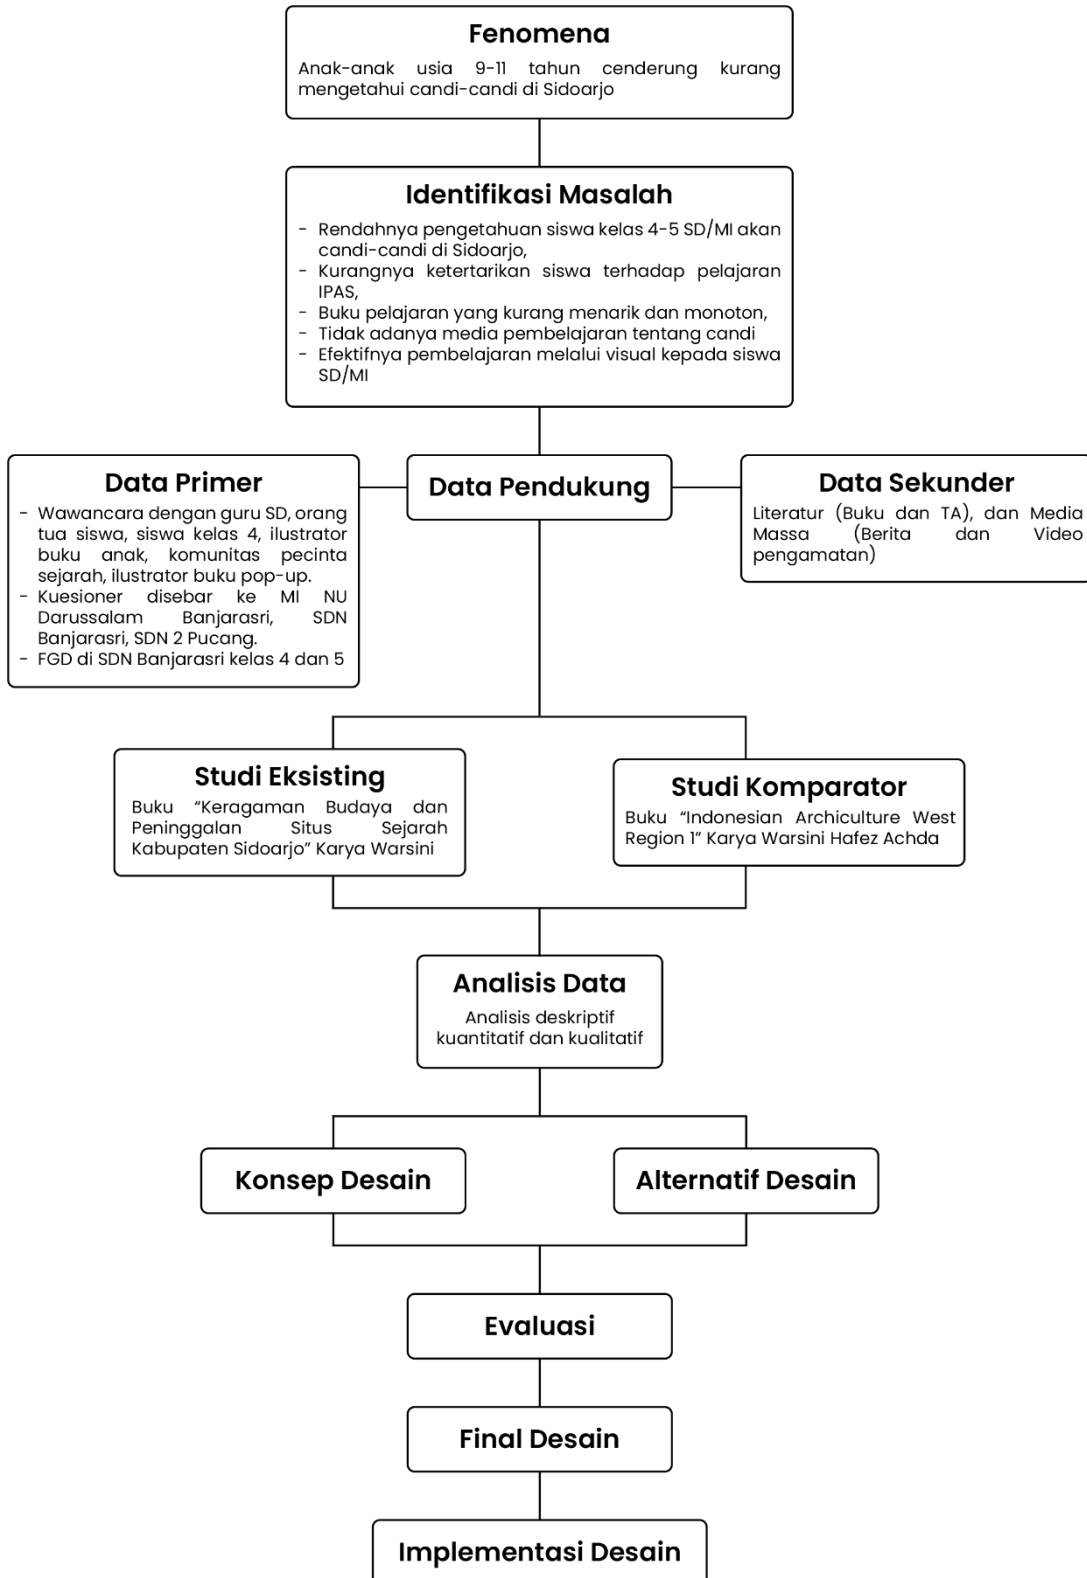 Fenomena
Anak-anak usia 9-11 tahun cenderung kurang
mengetahui candi-candi di Sidoarjo
Identifikasi Masalah
- Rendahnya pengetahuan siswa kelas 4-5 SD/MI akan
candi-candi di Sidoarjo,
- Kurangnya ketertarikan siswa terhadap pelajaran
IPAS,
- Buku pelajaran yang kurang menarik dan monoton,
- Tidak adanya media pembelajaran tentang candi
- Efektifnya pembelajaran melalui visual kepada siswa
SD/MI
Data Primer
- Wawancara dengan guru SD, orang
tua siswa, siswa kelas 4, ilustrator
buku anak, komunitas pecinta
sejarah, ilustrator buku pop-up.
- Kuesioner disebar ke MI NU
Darussalam Banjarasri, SDN
Banjarasri, SDN 2 Pucang.
- FGD di SDN Banjarasri kelas 4 dan 5
Data Pendukung
Data Sekunder
Literatur (Buku dan TA), dan Media
Massa (Berita dan Video
pengamatan)
Studi Eksisting
Buku “Keragaman Budaya dan
Peninggalan Situs Sejarah
Kabupaten Sidoarjo” Karya Warsini
Studi Komparator
Buku “Indonesian Archiculture West
Region 1” Karya Warsini Hafez Achda
Analisis Data
Analisis deskriptif
kuantitatif dan kualitatif
Konsep Desain
Alternatif Desain
Evaluasi
Final Desain
Implementasi Desain